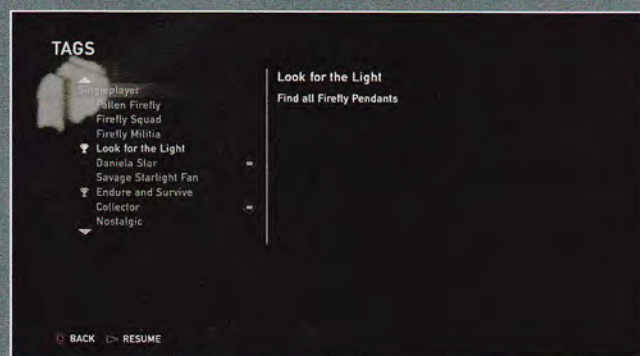 TAGS
Singleplayer
Fallen Firefly
Firefly Squad
Firefly Militia
Look for the Light
Daniela Star
Savage Starlight Fan
Endure and Survive
Collector
Nostalgic
Look for the Light
Find all Firefly Pendants
BACK RESUME